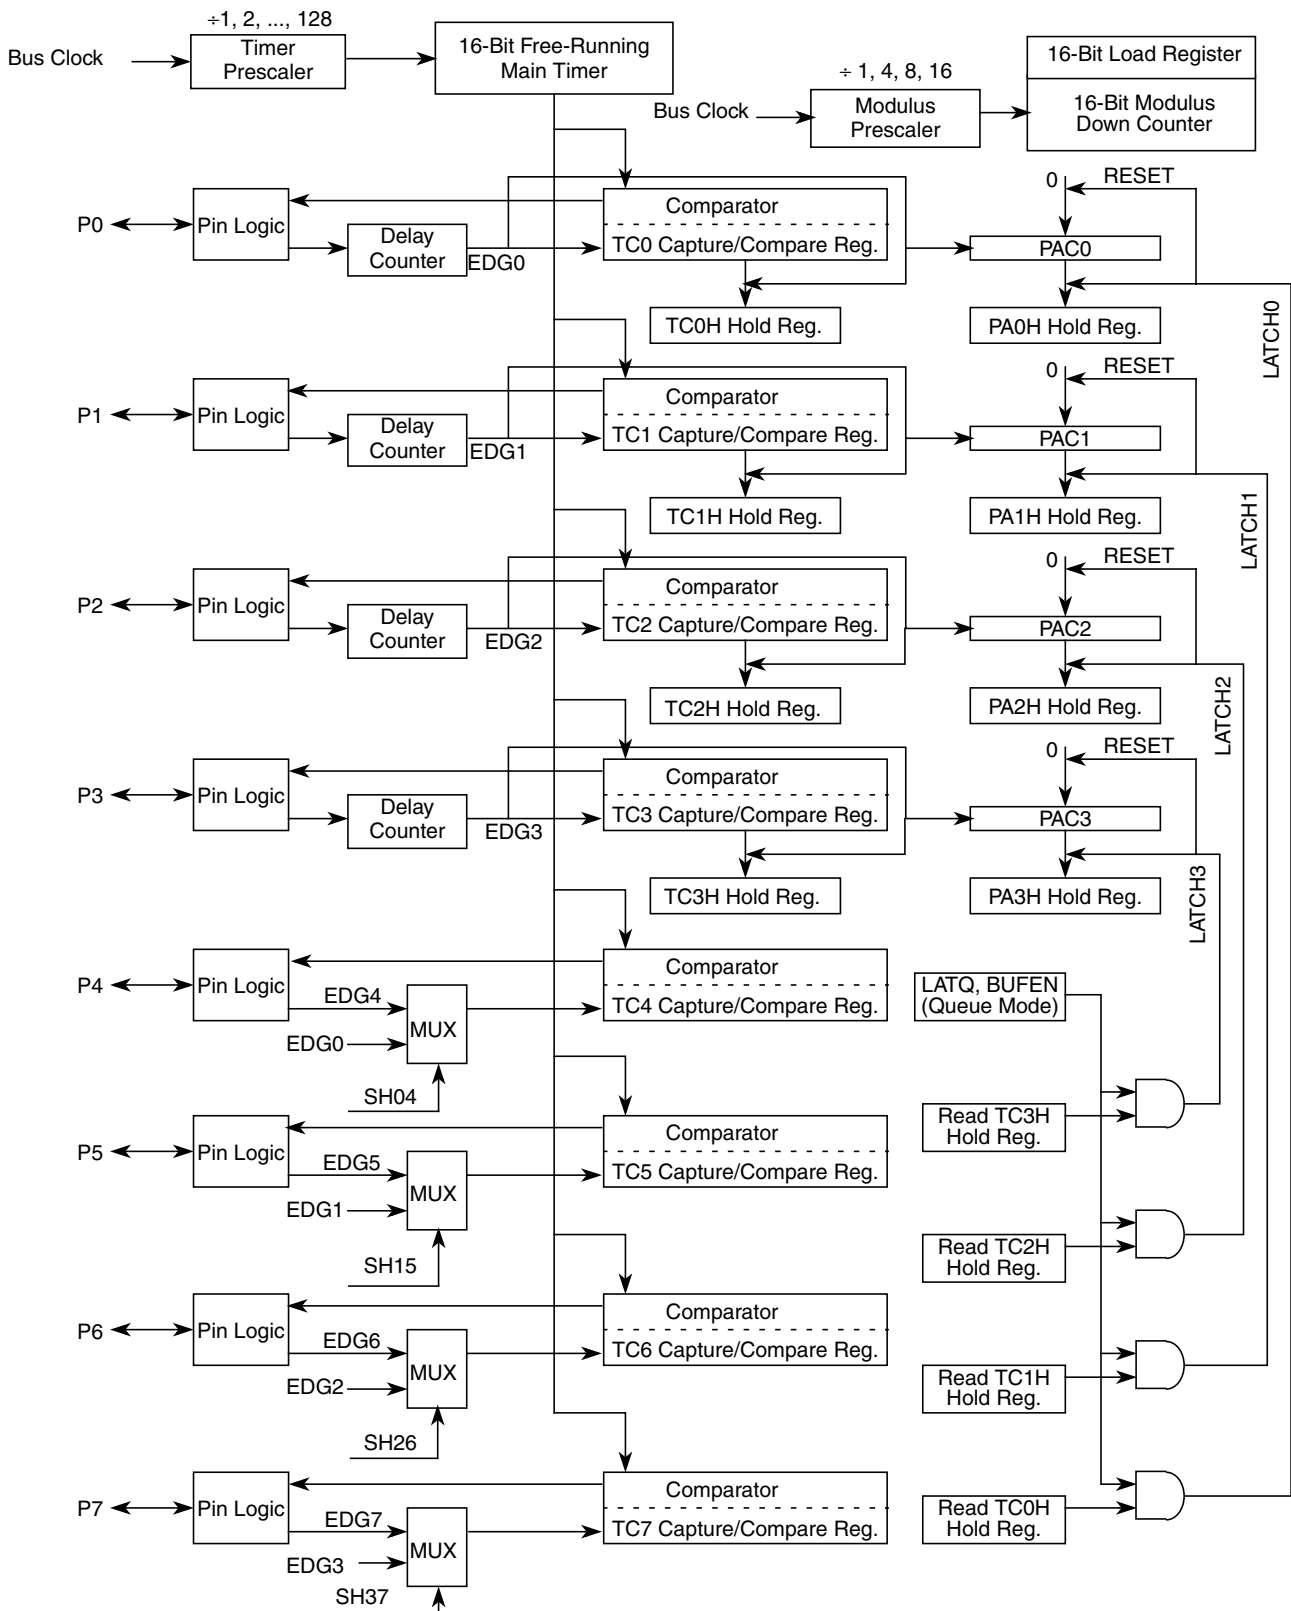 ÷1, 2, ..., 128
Bus Clock
Timer
Prescaler
16-Bit Free-Running
Main Timer
÷ 1, 4, 8, 16
Bus Clock
Modulus
Prescaler
16-Bit Load Register
16-Bit Modulus
Down Counter
P0
Pin Logic
Delay
Counter
EDG0
Comparator
TC0 Capture/Compare Reg.
TC0H Hold Reg.
0
RESET
PAC0
PA0H Hold Reg.
LATCH0
P1
Pin Logic
Delay
Counter
EDG1
Comparator
TC1 Capture/Compare Reg.
TC1H Hold Reg.
0
RESET
PAC1
PA1H Hold Reg.
LATCH1
P2
Pin Logic
Delay
Counter
EDG2
Comparator
TC2 Capture/Compare Reg.
TC2H Hold Reg.
0
RESET
PAC2
PA2H Hold Reg.
LATCH2
P3
Pin Logic
Delay
Counter
EDG3
Comparator
TC3 Capture/Compare Reg.
TC3H Hold Reg.
0
RESET
PAC3
PA3H Hold Reg.
LATCH3
P4
Pin Logic
EDG4
EDG0
MUX
SH04
Comparator
TC4 Capture/Compare Reg.
LATQ, BUFEN
(Queue Mode)
P5
Pin Logic
EDG5
EDG1
MUX
SH15
Comparator
TC5 Capture/Compare Reg.
Read TC3H
Hold Reg.
Read TC2H
Hold Reg.
P6
Pin Logic
EDG6
EDG2
MUX
SH26
Comparator
TC6 Capture/Compare Reg.
Read TC1H
Hold Reg.
P7
Pin Logic
EDG7
EDG3
MUX
SH37
Comparator
TC7 Capture/Compare Reg.
Read TC0H
Hold Reg.